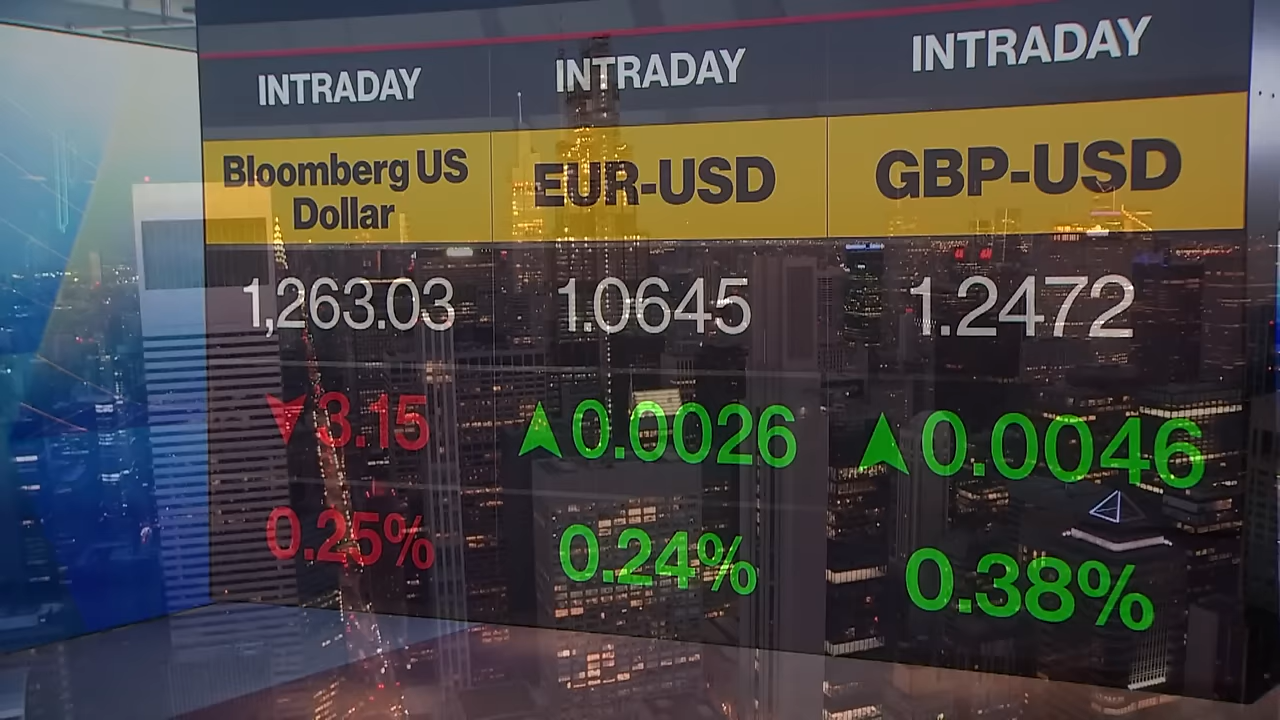 INTRADAY INTRADAY INTRADAY
Bloomberg US
Dollar
EUR-USD GBP-USD
1,263.03 1.0645 1.2472
▼3.15 ▲0.0026 ▲0.0046
0.25% 0.24% 0.38%